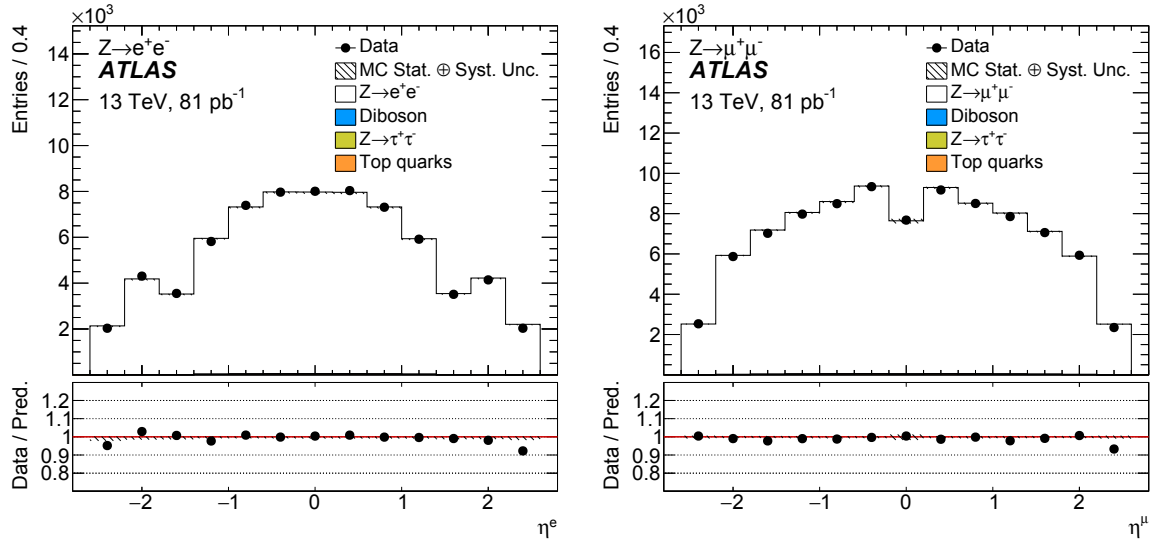 ×10³
Entries / 0.4
14
12
10
8
6
4
2
Z→e⁺e⁻
ATLAS
13 TeV, 81 pb⁻¹
Data
MC Stat. ⊕ Syst. Unc.
Z→e⁺e⁻
Diboson
Z→τ⁺τ⁻
Top quarks
Data / Pred.
1.2
1.1
1
0.9
0.8
−2 −1 0 1 2
ηᵉ
×10³
Entries / 0.4
16
14
12
10
8
6
4
2
Z→μ⁺μ⁻
ATLAS
13 TeV, 81 pb⁻¹
Data
MC Stat. ⊕ Syst. Unc.
Z→μ⁺μ⁻
Diboson
Z→τ⁺τ⁻
Top quarks
Data / Pred.
1.2
1.1
1
0.9
0.8
−2 −1 0 1 2
η^μ